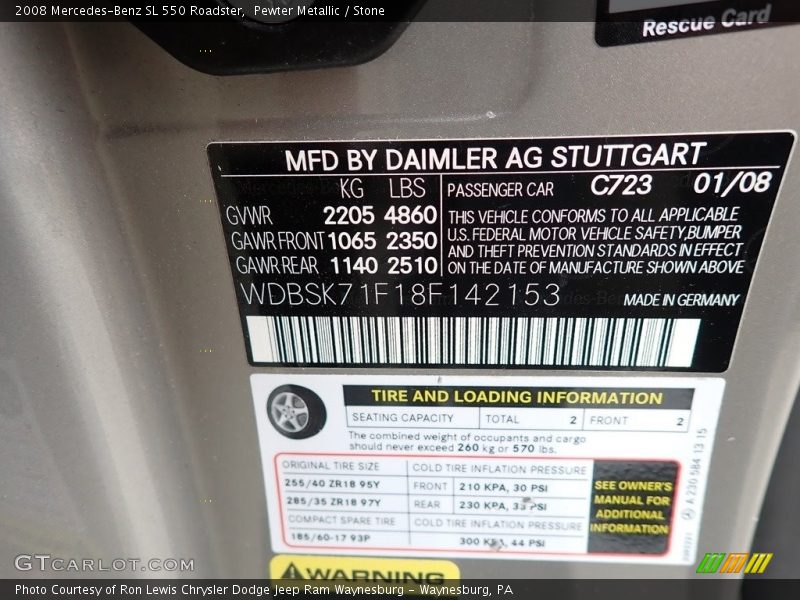 2008 Mercedes-Benz SL 550 Roadster,  Pewter Metallic / Stone
Rescue Card
MFD BY DAIMLER AG STUTTGART
KG LBS
GVWR 2205 4860
GAWR FRONT 1065 2350
GAWR REAR 1140 2510
PASSENGER CAR C723 01/08
THIS VEHICLE CONFORMS TO ALL APPLICABLE
U.S. FEDERAL MOTOR VEHICLE SAFETY, BUMPER
AND THEFT PREVENTION STANDARDS IN EFFECT
ON THE DATE OF MANUFACTURE SHOWN ABOVE
WDBSK71F18F142153
MADE IN GERMANY
TIRE AND LOADING INFORMATION
SEATING CAPACITY TOTAL 2 FRONT 2
The combined weight of occupants and cargo
should never exceed 260 kg or 570 lbs.
ORIGINAL TIRE SIZE COLD TIRE INFLATION PRESSURE
255/40 ZR18 95Y FRONT 210 KPA, 30 PSI
285/35 ZR18 97Y REAR 230 KPA, 33 PSI
COMPACT SPARE TIRE COLD TIRE INFLATION PRESSURE
185/60-17 93P 300 KPA, 44 PSI
SEE OWNER'S
MANUAL FOR
ADDITIONAL
INFORMATION
A 230 584 13 15
WARNING
GTCARLOT.COM
Photo Courtesy of Ron Lewis Chrysler Dodge Jeep Ram Waynesburg - Waynesburg, PA